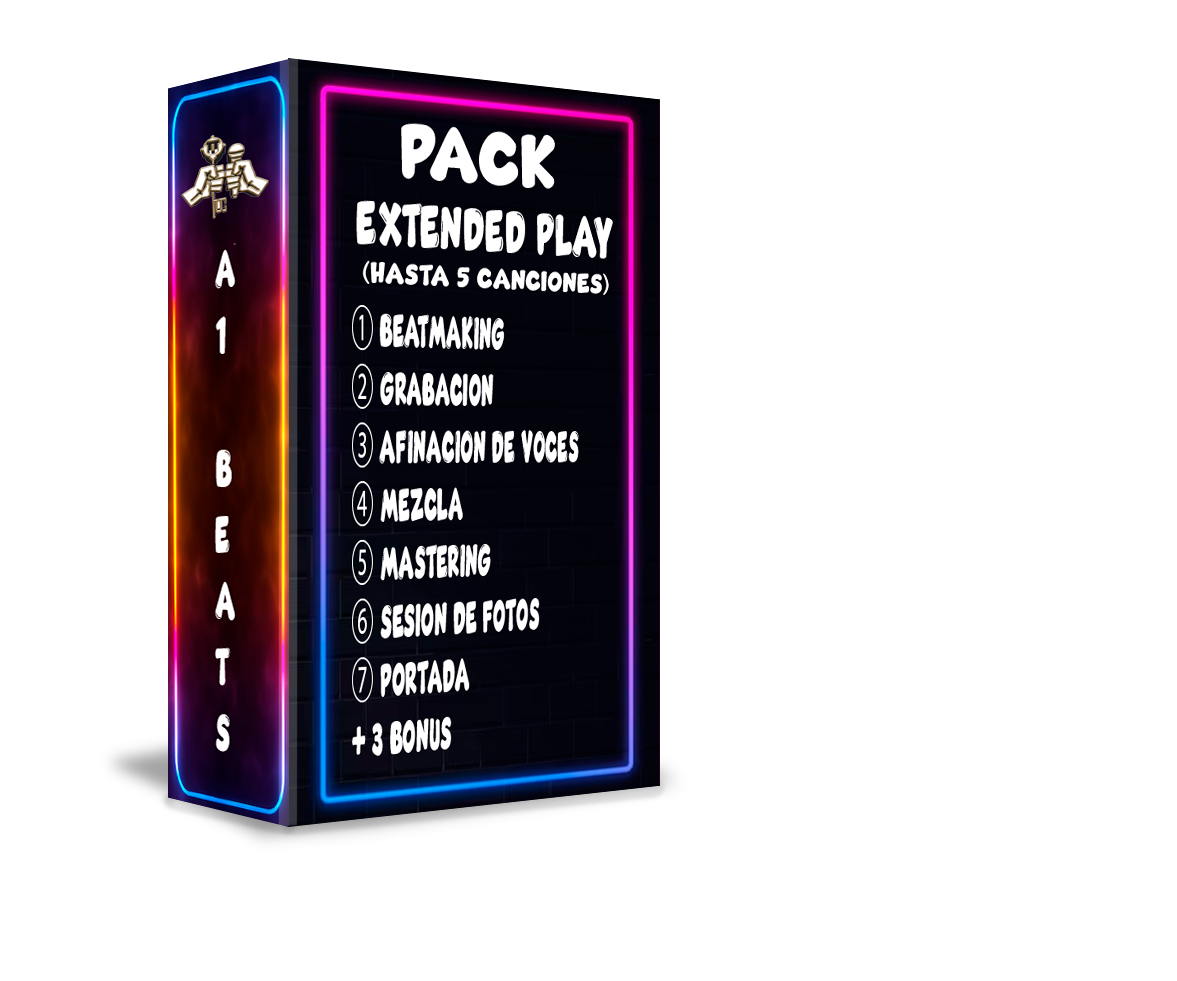 A
1
B
E
A
T
S
PACK
EXTENDED PLAY
(HASTA 5 CANCIONES)
① BEATMAKING
② GRABACION
③ AFINACION DE VOCES
④ MEZCLA
⑤ MASTERING
⑥ SESION DE FOTOS
⑦ PORTADA
+ 3 BONUS